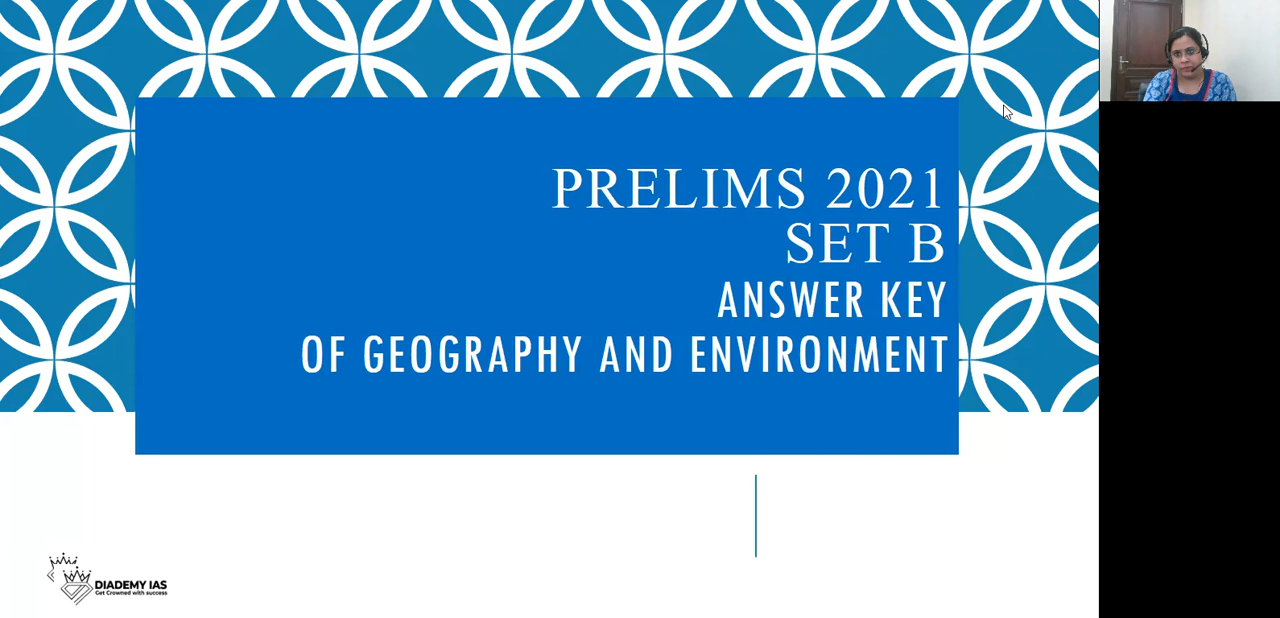 PRELIMS 2021
SET B
ANSWER KEY
OF GEOGRAPHY AND ENVIRONMENT
DIADEMY IAS
Get Crowned with success